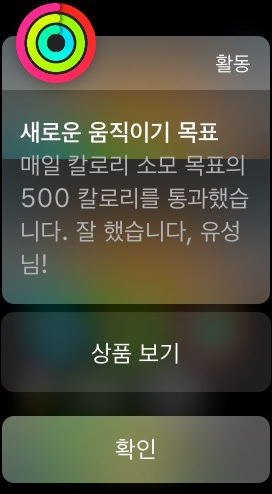 활동
새로운 움직이기 목표
매일 칼로리 소모 목표의
500 칼로리를 통과했습
니다. 잘 했습니다, 유성
님!
상품 보기
확인